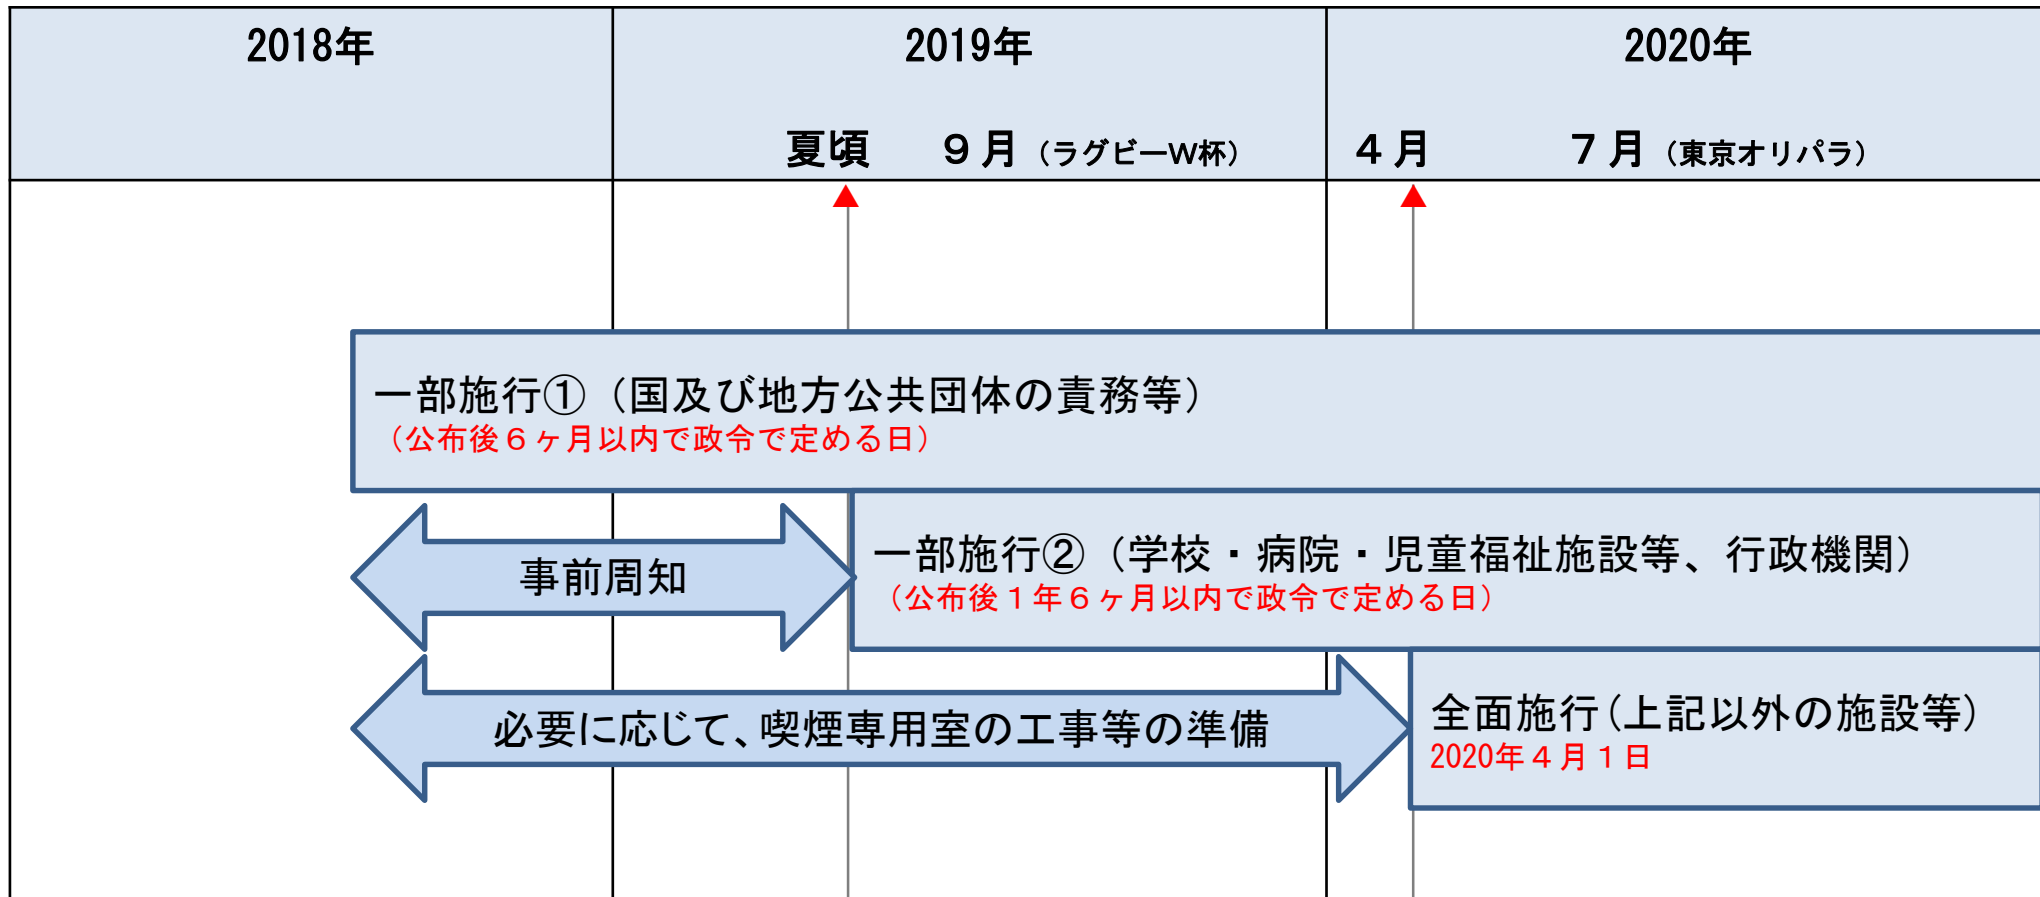 2018年
2019年
2020年
夏頃 ９月（ラグビーＷ杯）
４月 ７月（東京オリパラ）
一部施行①（国及び地方公共団体の責務等）
（公布後６ヶ月以内で政令で定める日）
事前周知
一部施行②（学校・病院・児童福祉施設等、行政機関）
（公布後１年６ヶ月以内で政令で定める日）
必要に応じて、喫煙専用室の工事等の準備
全面施行（上記以外の施設等）
2020年４月１日